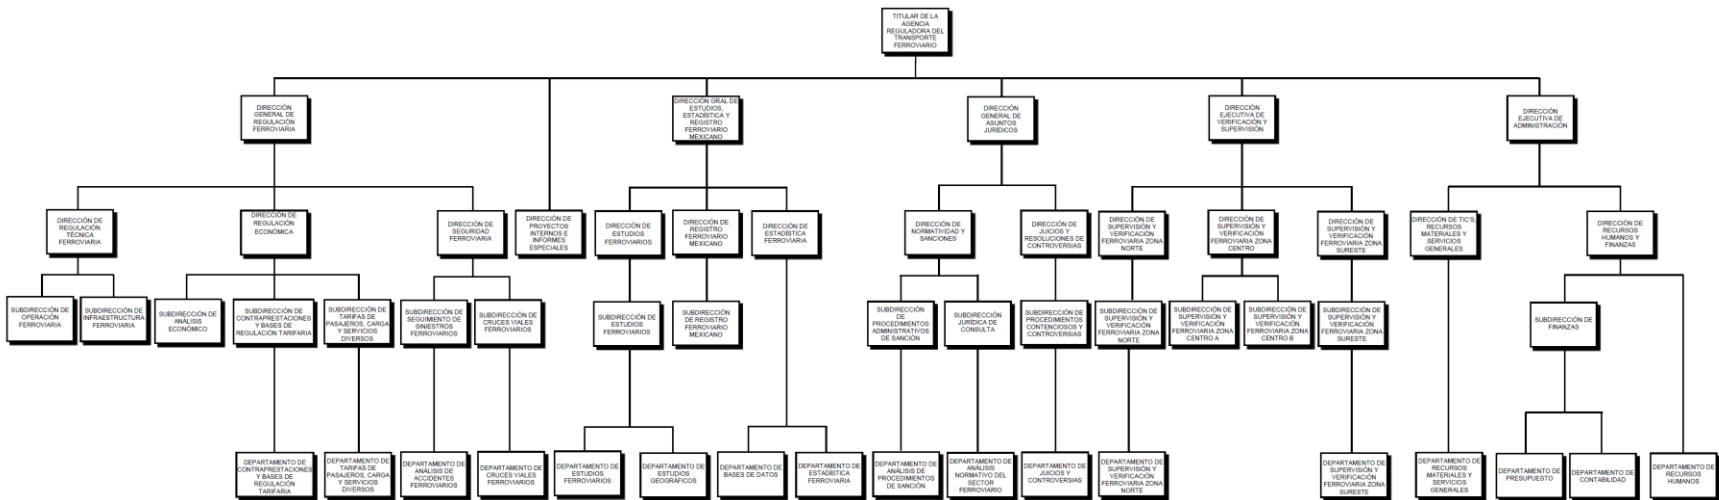 TITULAR DE LA
AGENCIA
REGULADORA DEL
TRANSPORTE
FERROVIARIO
DIRECCIÓN
GENERAL DE
REGULACIÓN
FERROVIARIA
DIRECCIÓN GRAL DE
ESTUDIOS,
ESTADÍSTICA Y
REGISTRO
FERROVIARIO
MEXICANO
DIRECCIÓN
GENERAL DE
ASUNTOS
JURÍDICOS
DIRECCIÓN
EJECUTIVA DE
VERIFICACIÓN Y
SUPERVISIÓN
DIRECCIÓN
EJECUTIVA DE
ADMINISTRACIÓN
DIRECCIÓN DE
REGULACIÓN
TÉCNICA
FERROVIARIA
DIRECCIÓN DE
REGULACIÓN
ECONÓMICA
DIRECCIÓN DE
SEGURIDAD
FERROVIARIA
DIRECCIÓN DE
PROYECTOS
INTERNOS E
INFORMES
ESPECIALES
DIRECCIÓN DE
ESTUDIOS
FERROVIARIOS
DIRECCIÓN DE
REGISTRO
FERROVIARIO
MEXICANO
DIRECCIÓN DE
ESTADÍSTICA
FERROVIARIA
DIRECCIÓN DE
NORMATIVIDAD Y
SANCIONES
DIRECCIÓN DE
JUICIOS Y
RESOLUCIONES DE
CONTROVERSIAS
DIRECCIÓN DE
SUPERVISIÓN Y
VERIFICACIÓN
FERROVIARIA ZONA
NORTE
DIRECCIÓN DE
SUPERVISIÓN Y
VERIFICACIÓN
FERROVIARIA ZONA
CENTRO
DIRECCIÓN DE
SUPERVISIÓN Y
VERIFICACIÓN
FERROVIARIA ZONA
SURESTE
DIRECCIÓN DE TIC'S,
RECURSOS
MATERIALES Y
SERVICIOS
GENERALES
DIRECCIÓN DE
RECURSOS
HUMANOS Y
FINANZAS
SUBDIRECCIÓN DE
OPERACIÓN
FERROVIARIA
SUBDIRECCIÓN DE
INFRAESTRUCTURA
FERROVIARIA
SUBDIRECCIÓN DE
ANÁLISIS
ECONÓMICO
SUBDIRECCIÓN DE
CONTRAPRESTACIONES
Y BASES DE
REGULACIÓN TARIFARIA
SUBDIRECCIÓN DE
TARIFAS DE
PASAJEROS, CARGA
Y SERVICIOS
DIVERSOS
SUBDIRECCIÓN DE
SEGUIMIENTO DE
SINIESTROS
FERROVIARIOS
SUBDIRECCIÓN DE
CRUCES VIALES
FERROVIARIOS
SUBDIRECCIÓN DE
ESTUDIOS
FERROVIARIOS
SUBDIRECCIÓN
DE REGISTRO
FERROVIARIO
MEXICANO
SUBDIRECCIÓN
DE
PROCEDIMIENTOS
ADMINISTRATIVOS
DE SANCIÓN
SUBDIRECCIÓN
JURÍDICA DE
CONSULTA
SUBDIRECCIÓN DE
PROCEDIMIENTOS
CONTENCIOSOS Y
CONTROVERSIAS
SUBDIRECCIÓN DE
SUPERVISIÓN Y
VERIFICACIÓN
FERROVIARIA ZONA
NORTE
SUBDIRECCIÓN DE
SUPERVISIÓN Y
VERIFICACIÓN
FERROVIARIA ZONA
CENTRO A
SUBDIRECCIÓN DE
SUPERVISIÓN Y
VERIFICACIÓN
FERROVIARIA ZONA
CENTRO B
SUBDIRECCIÓN DE
SUPERVISIÓN Y
VERIFICACIÓN
FERROVIARIA ZONA
SURESTE
SUBDIRECCIÓN DE
FINANZAS
DEPARTAMENTO DE
CONTRAPRESTACIONES
Y BASES DE
REGULACIÓN
TARIFARIA
DEPARTAMENTO DE
TARIFAS DE
PASAJEROS, CARGA
Y SERVICIOS
DIVERSOS
DEPARTAMENTO DE
ANÁLISIS DE
ACCIDENTES
FERROVIARIOS
DEPARTAMENTO DE
CRUCES VIALES
FERROVIARIOS
DEPARTAMENTO DE
ESTUDIOS
FERROVIARIOS
DEPARTAMENTO
DE ESTUDIOS
GEOGRÁFICOS
DEPARTAMENTO
DE BASES DE DATOS
DEPARTAMENTO DE
ESTADÍSTICA
FERROVIARIA
DEPARTAMENTO DE
ANÁLISIS DE
PROCEDIMIENTOS
DE SANCIÓN
DEPARTAMENTO
DE ANÁLISIS
NORMATIVO DEL
SECTOR
FERROVIARIO
DEPARTAMENTO
DE JUICIOS Y
CONTROVERSIAS
DEPARTAMENTO DE
SUPERVISIÓN Y
VERIFICACIÓN
FERROVIARIA ZONA
NORTE
DEPARTAMENTO DE
SUPERVISIÓN Y
VERIFICACIÓN
FERROVIARIA ZONA
SURESTE
DEPARTAMENTO DE
RECURSOS
MATERIALES Y
SERVICIOS
GENERALES
DEPARTAMENTO DE
PRESUPUESTO
DEPARTAMENTO DE
CONTABILIDAD
DEPARTAMENTO DE
RECURSOS
HUMANOS